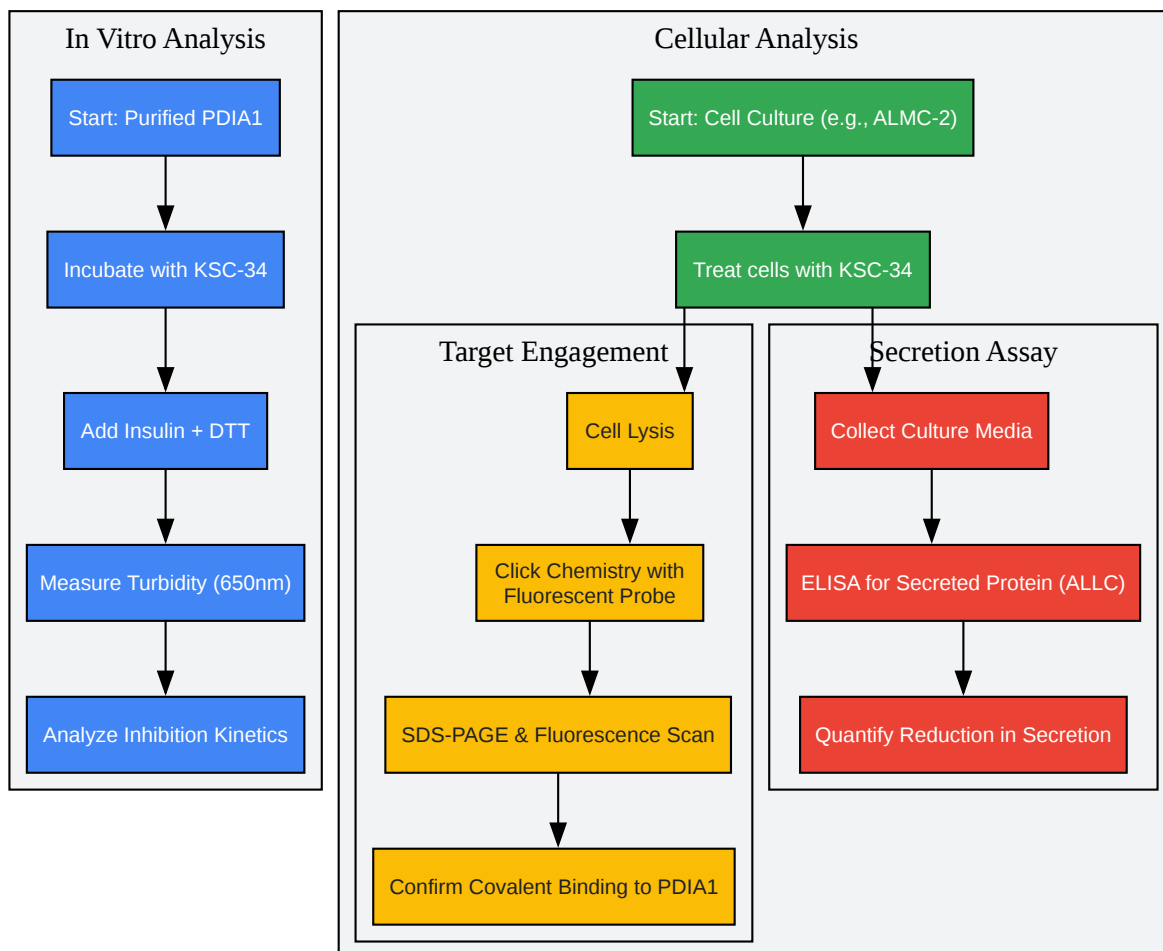 In Vitro Analysis
Start: Purified PDIA1
Incubate with KSC-34
Add Insulin + DTT
Measure Turbidity (650nm)
Analyze Inhibition Kinetics
Cellular Analysis
Start: Cell Culture (e.g., ALMC-2)
Treat cells with KSC-34
Target Engagement
Cell Lysis
Click Chemistry with
Fluorescent Probe
SDS-PAGE & Fluorescence Scan
Confirm Covalent Binding to PDIA1
Secretion Assay
Collect Culture Media
ELISA for Secreted Protein (ALLC)
Quantify Reduction in Secretion